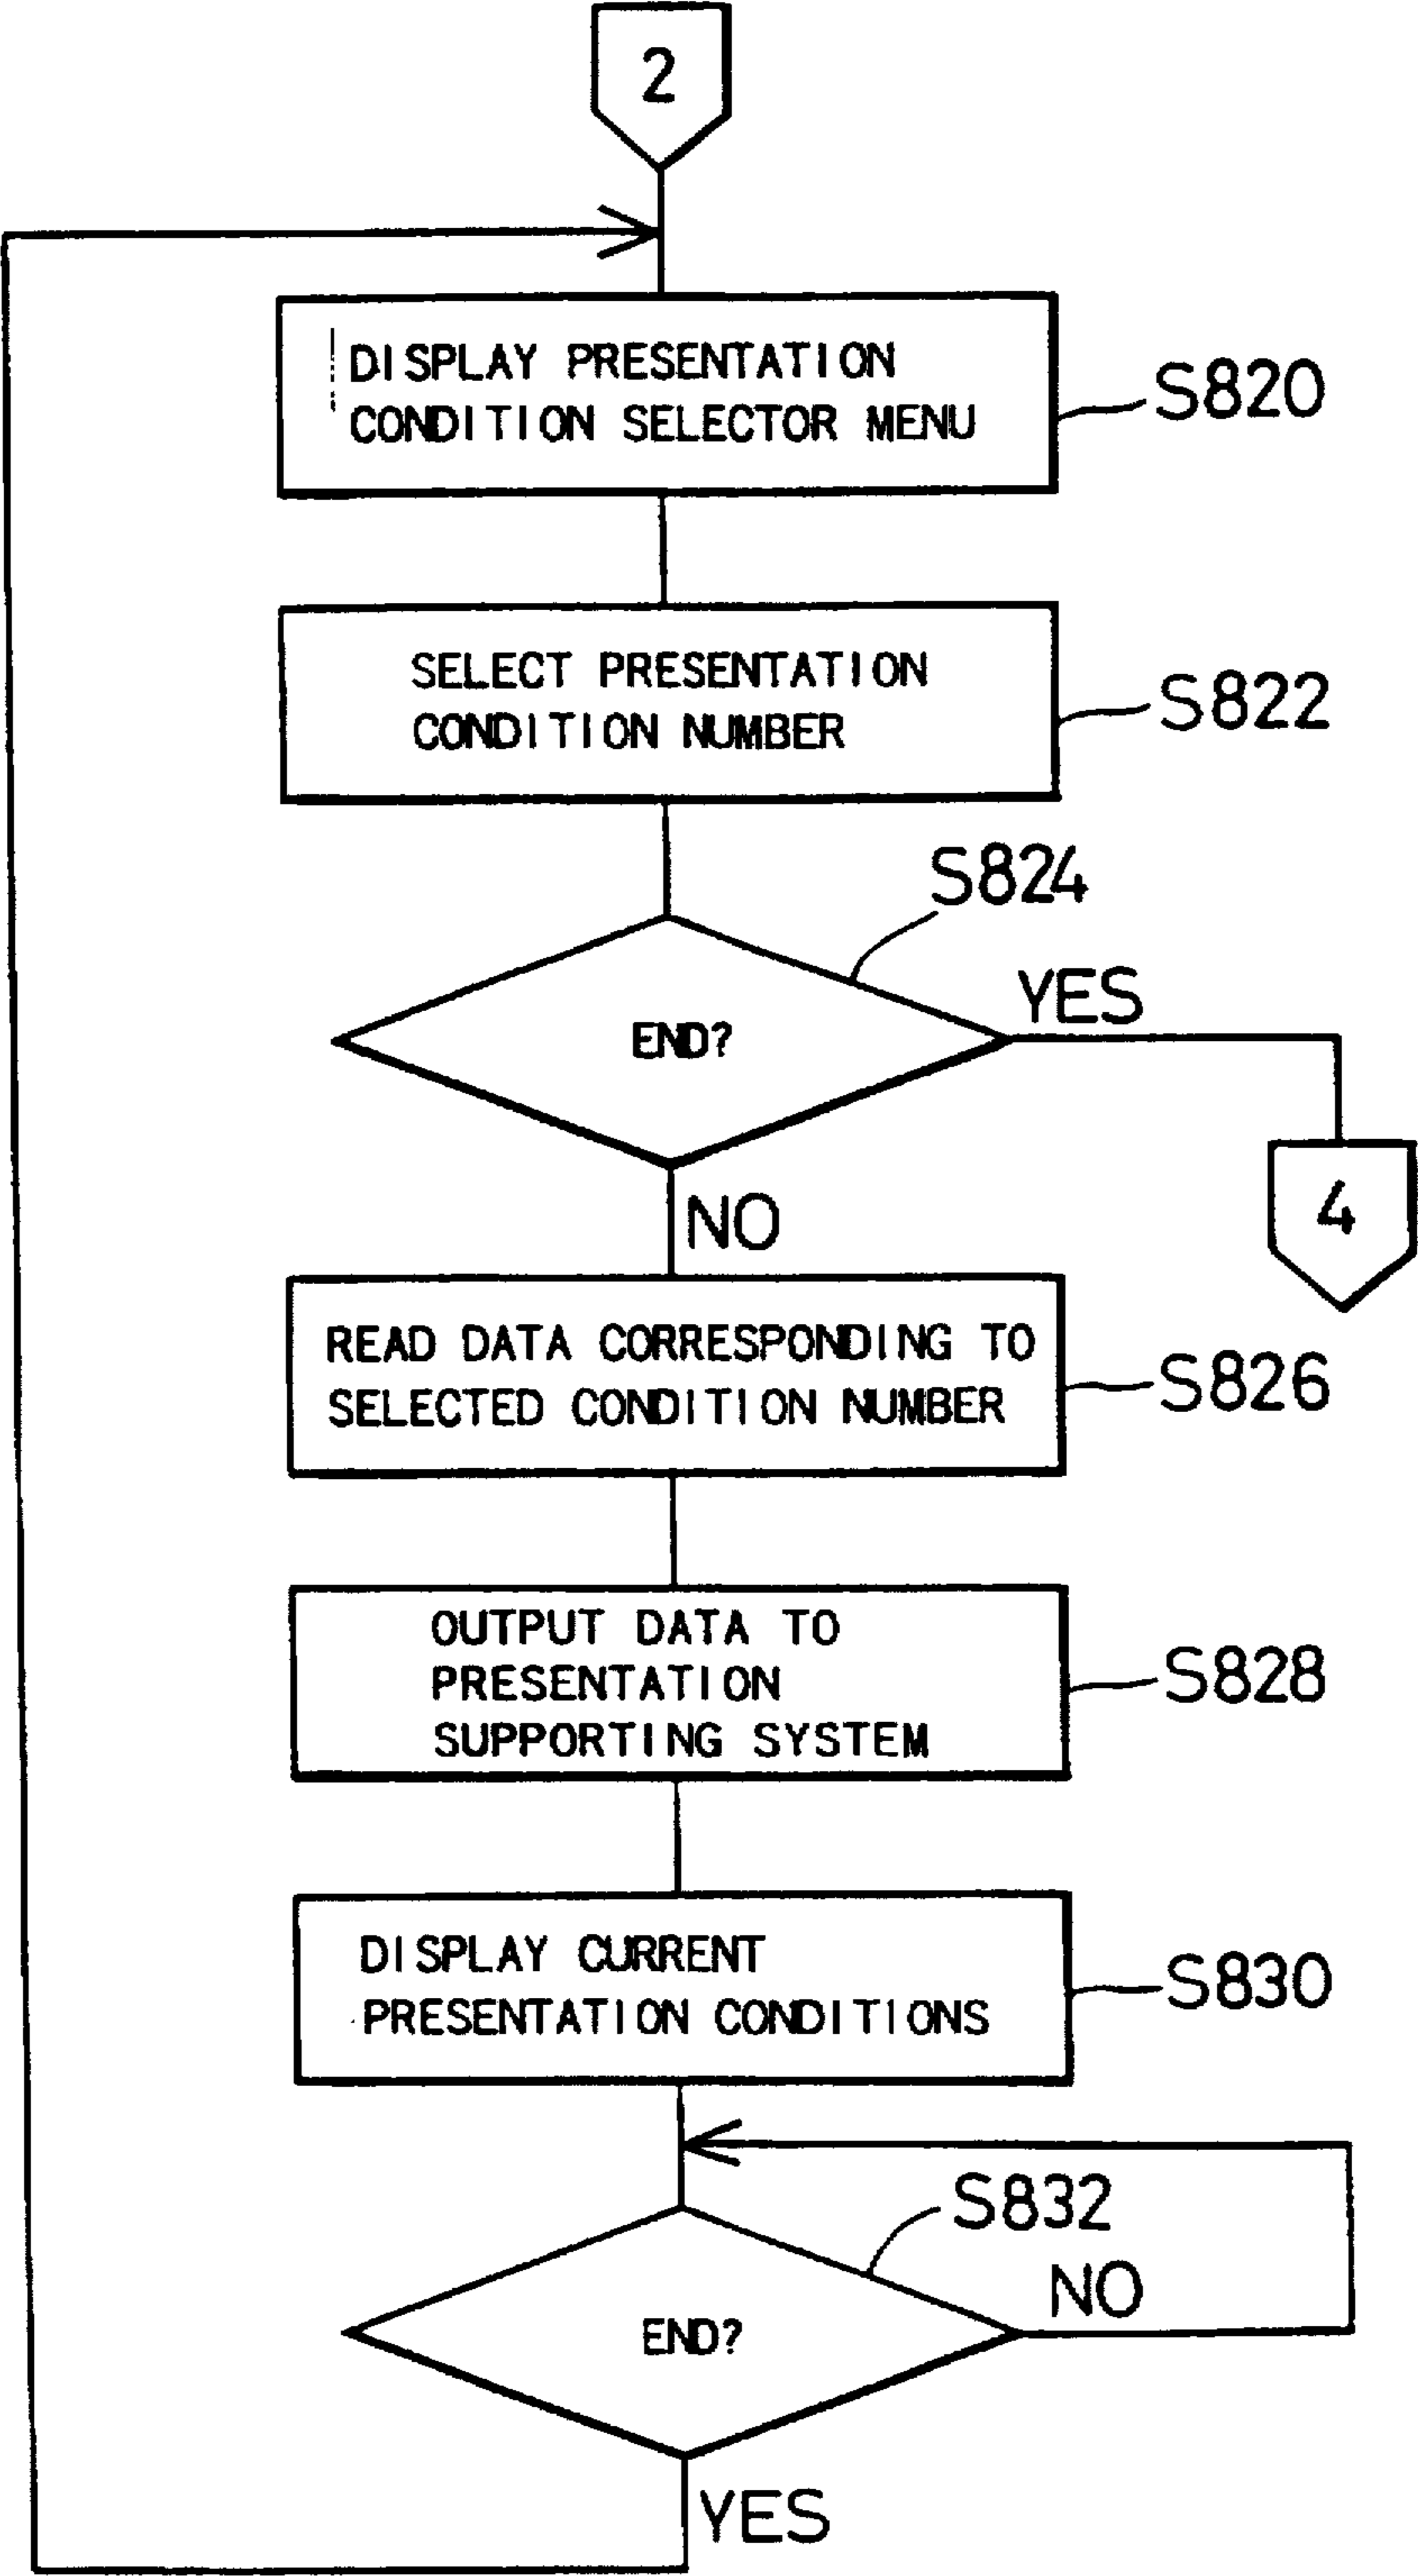 2
DISPLAY PRESENTATION
CONDITION SELECTOR MENU
S820
SELECT PRESENTATION
CONDITION NUMBER
S822
S824
END?
YES
4
NO
READ DATA CORRESPONDING TO
SELECTED CONDITION NUMBER
S826
OUTPUT DATA TO
PRESENTATION
SUPPORTING SYSTEM
S828
DISPLAY CURRENT
PRESENTATION CONDITIONS
S830
S832
END?
NO
YES